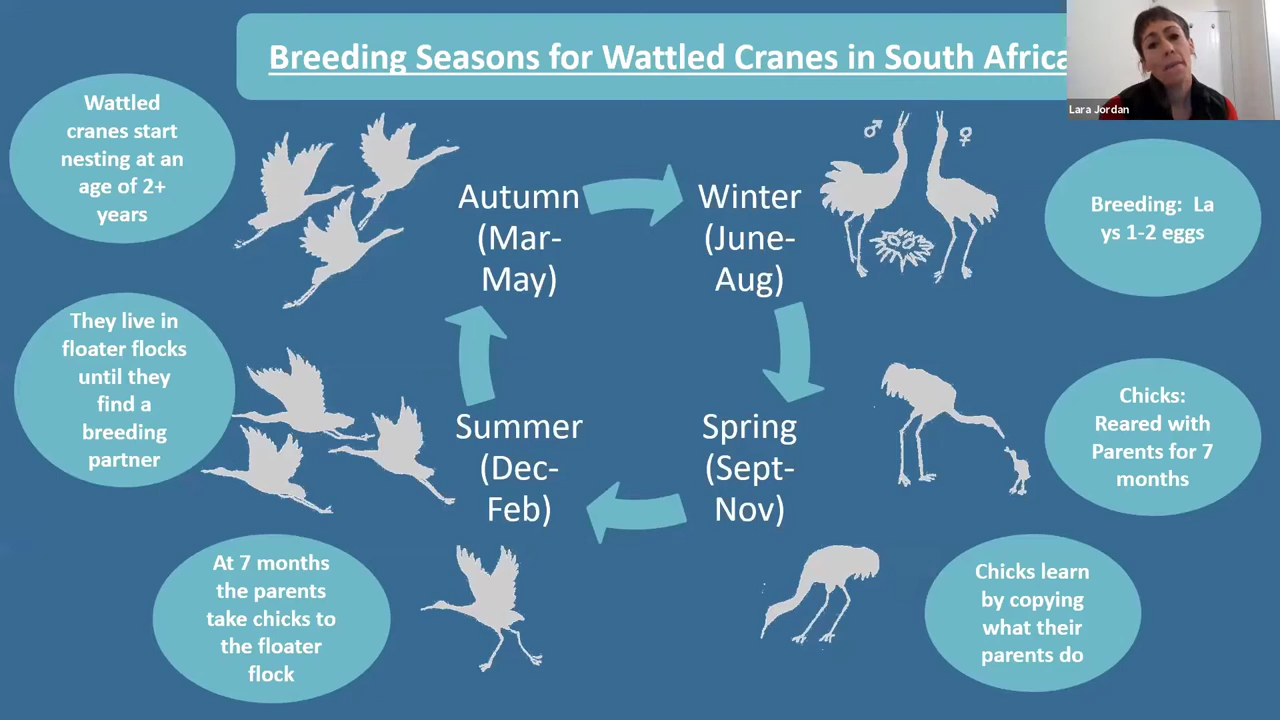 Breeding Seasons for Wattled Cranes in South Africa
Lara Jordan
Wattled
cranes start
nesting at an
age of 2+
years
Autumn
(Mar-
May)
Winter
(June-
Aug)
♂
♀
Breeding:  La
ys 1-2 eggs
They live in
floater flocks
until they
find a
breeding
partner
Summer
(Dec-
Feb)
Spring
(Sept-
Nov)
Chicks:
Reared with
Parents for 7
months
At 7 months
the parents
take chicks to
the floater
flock
Chicks learn
by copying
what their
parents do